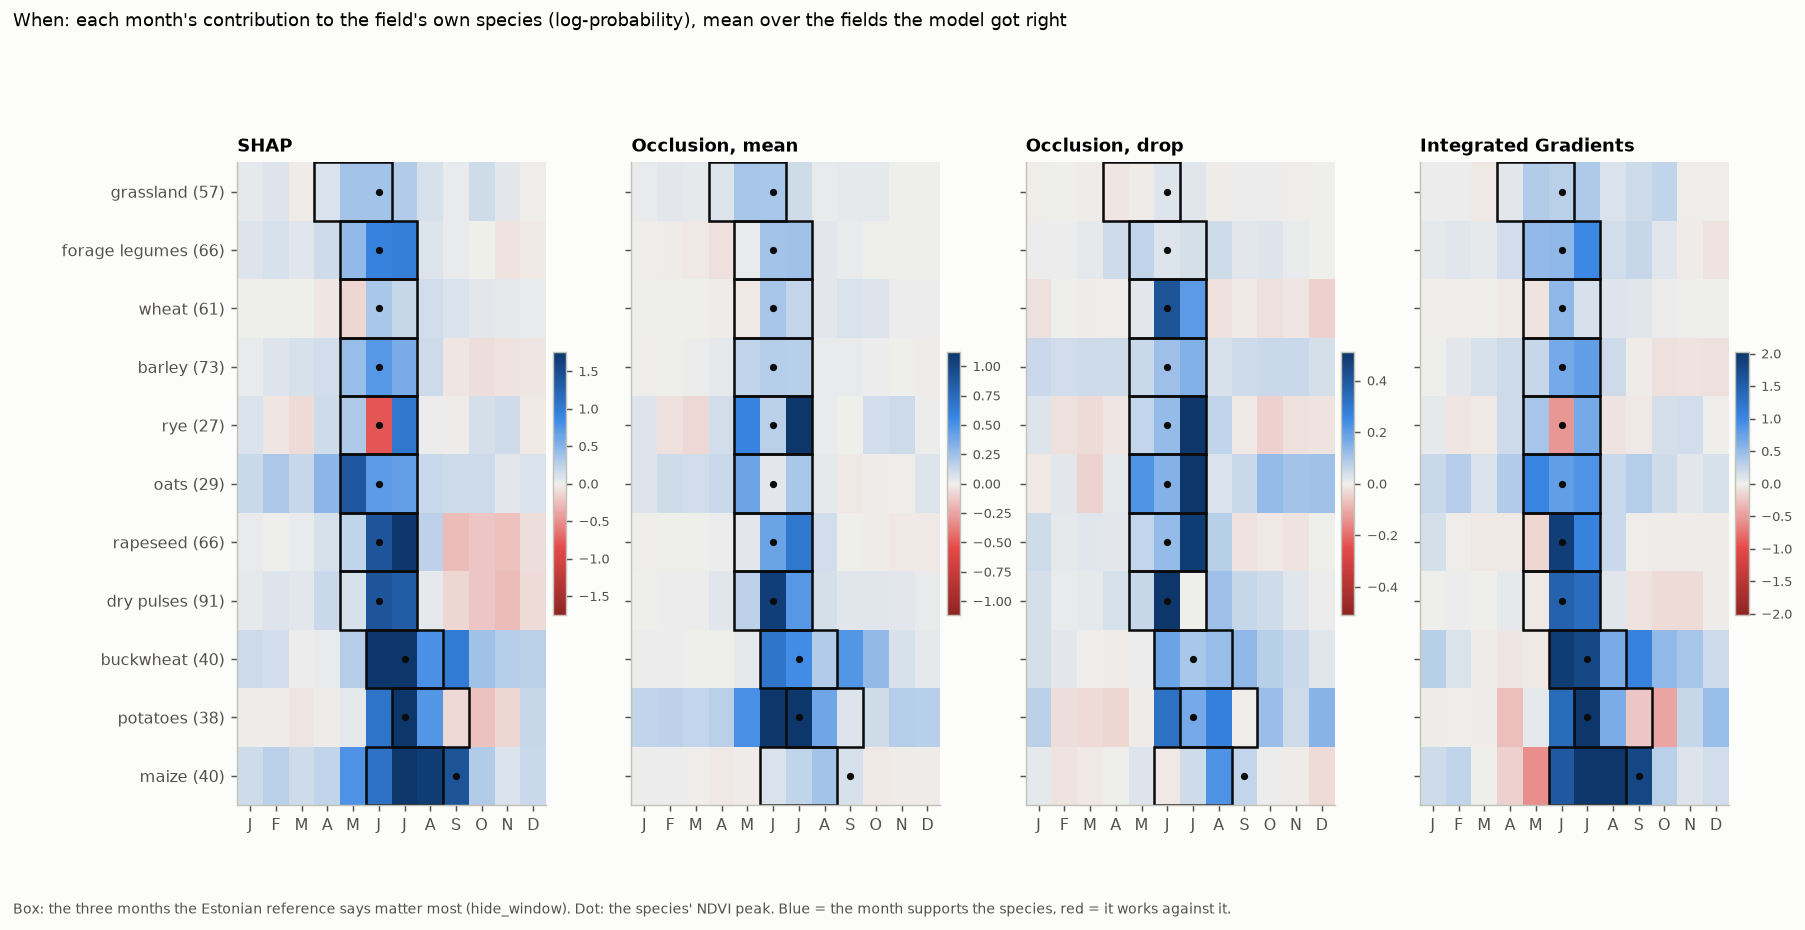 When: each month's contribution to the field's own species (log-probability), mean over the fields the model got right
SHAP
Occlusion, mean
Occlusion, drop
Integrated Gradients
grassland (57)
forage legumes (66)
wheat (61)
barley (73)
rye (27)
oats (29)
rapeseed (66)
dry pulses (91)
buckwheat (40)
potatoes (38)
maize (40)
J F M A M J J A S O N D
1.5
1.0
0.5
0.0
−0.5
−1.0
−1.5
J F M A M J J A S O N D
1.00
0.75
0.50
0.25
0.00
−0.25
−0.50
−0.75
−1.00
J F M A M J J A S O N D
0.4
0.2
0.0
−0.2
−0.4
J F M A M J J A S O N D
2.0
1.5
1.0
0.5
0.0
−0.5
−1.0
−1.5
−2.0
Box: the three months the Estonian reference says matter most (hide_window). Dot: the species' NDVI peak. Blue = the month supports the species, red = it works against it.